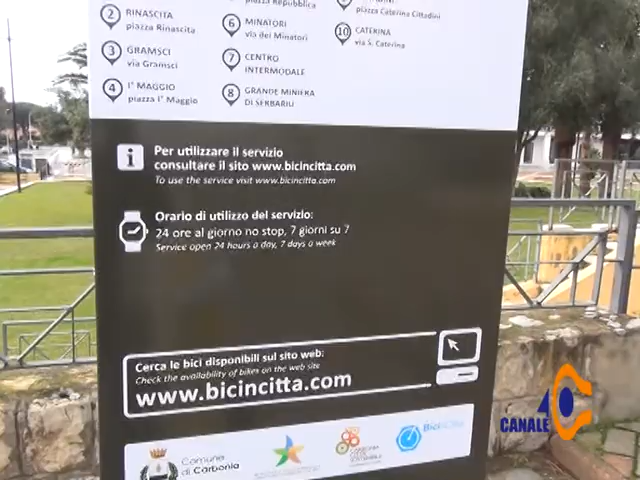 piazza Repubblica
piazza Caterina Cittadini
2 RINASCITA
piazza Rinascita
6 MINATORI
via dei Minatori
10 CATERINA
via S. Caterina
3 GRAMSCI
via Gramsci
7 CENTRO
INTERMODALE
4 I° MAGGIO
piazza I° Maggio
8 GRANDE MINIERA
DI SERBARIU
i Per utilizzare il servizio
consultare il sito www.bicincitta.com
To use the service visit www.bicincitta.com
Orario di utilizzo del servizio:
24 ore al giorno no stop, 7 giorni su 7
Service open 24 hours a day, 7 days a week
Cerca le bici disponibili sul sito web:
Check the availability of bikes on the web site
www.bicincitta.com
Comune
di Carbonia
CANALE 40